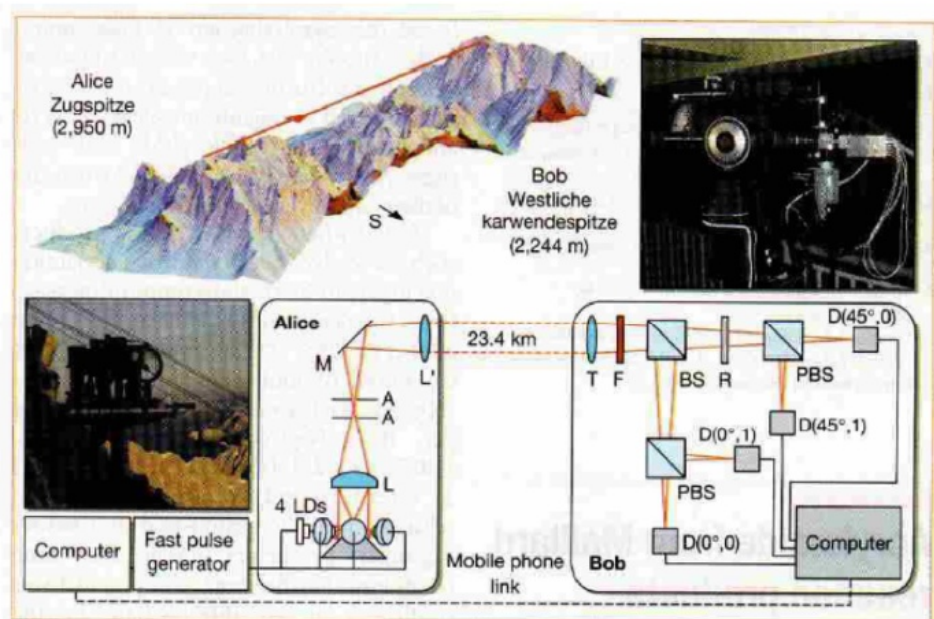 Alice
Zugspitze
(2,950 m)
S
Bob
Westliche
karwendespitze
(2,244 m)
Alice
M
L'
23.4 km
A
A
L
4 LDs
T
F
BS
R
PBS
D(45°,0)
D(45°,1)
D(0°,1)
PBS
D(0°,0)
Bob
Computer
Computer
Fast pulse
generator
Mobile phone
link